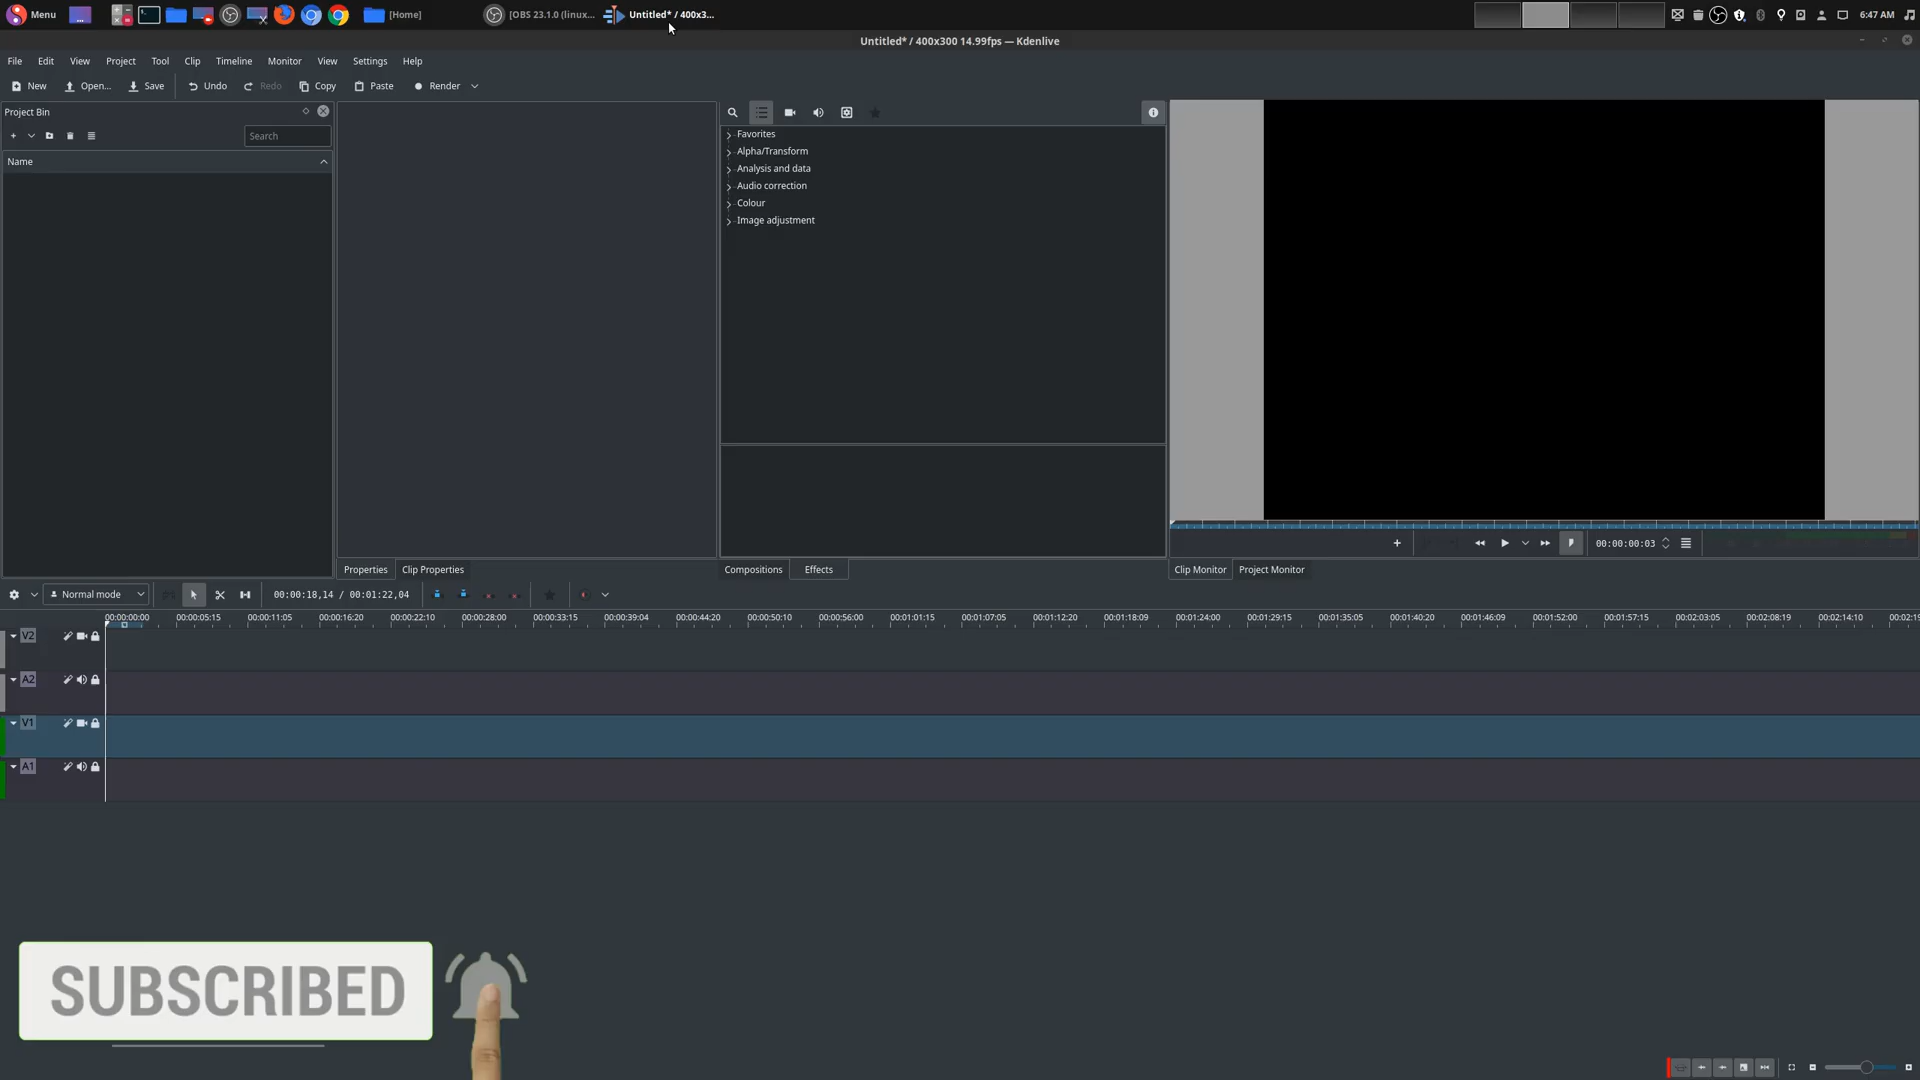 Menu
[Home]
[OBS 23.1.0 (linux...
Untitled* / 400x3...
6:47 AM
Untitled* / 400x300 14.99fps — Kdenlive
File Edit View Project Tool Clip Timeline Monitor View Settings Help
New Open... Save Undo Redo Copy Paste Render
Project Bin
Search
Name
Favorites
Alpha/Transform
Analysis and data
Audio correction
Colour
Image adjustment
00:00:00:03
Properties Clip Properties
Compositions Effects
Clip Monitor Project Monitor
Normal mode
00:00:18,14 / 00:01:22,04
00:00:00:00 00:00:05:15 00:00:11:05 00:00:16:20 00:00:22:10 00:00:28:00 00:00:33:15 00:00:39:04 00:00:44:20 00:00:50:10 00:00:56:00 00:01:01:15 00:01:07:05 00:01:12:20 00:01:18:09 00:01:24:00 00:01:29:15 00:01:35:05 00:01:40:20 00:01:46:09 00:01:52:00 00:01:57:15 00:02:03:05 00:02:08:19 00:02:14:10 00:02:19
V2
A2
V1
A1
SUBSCRIBED